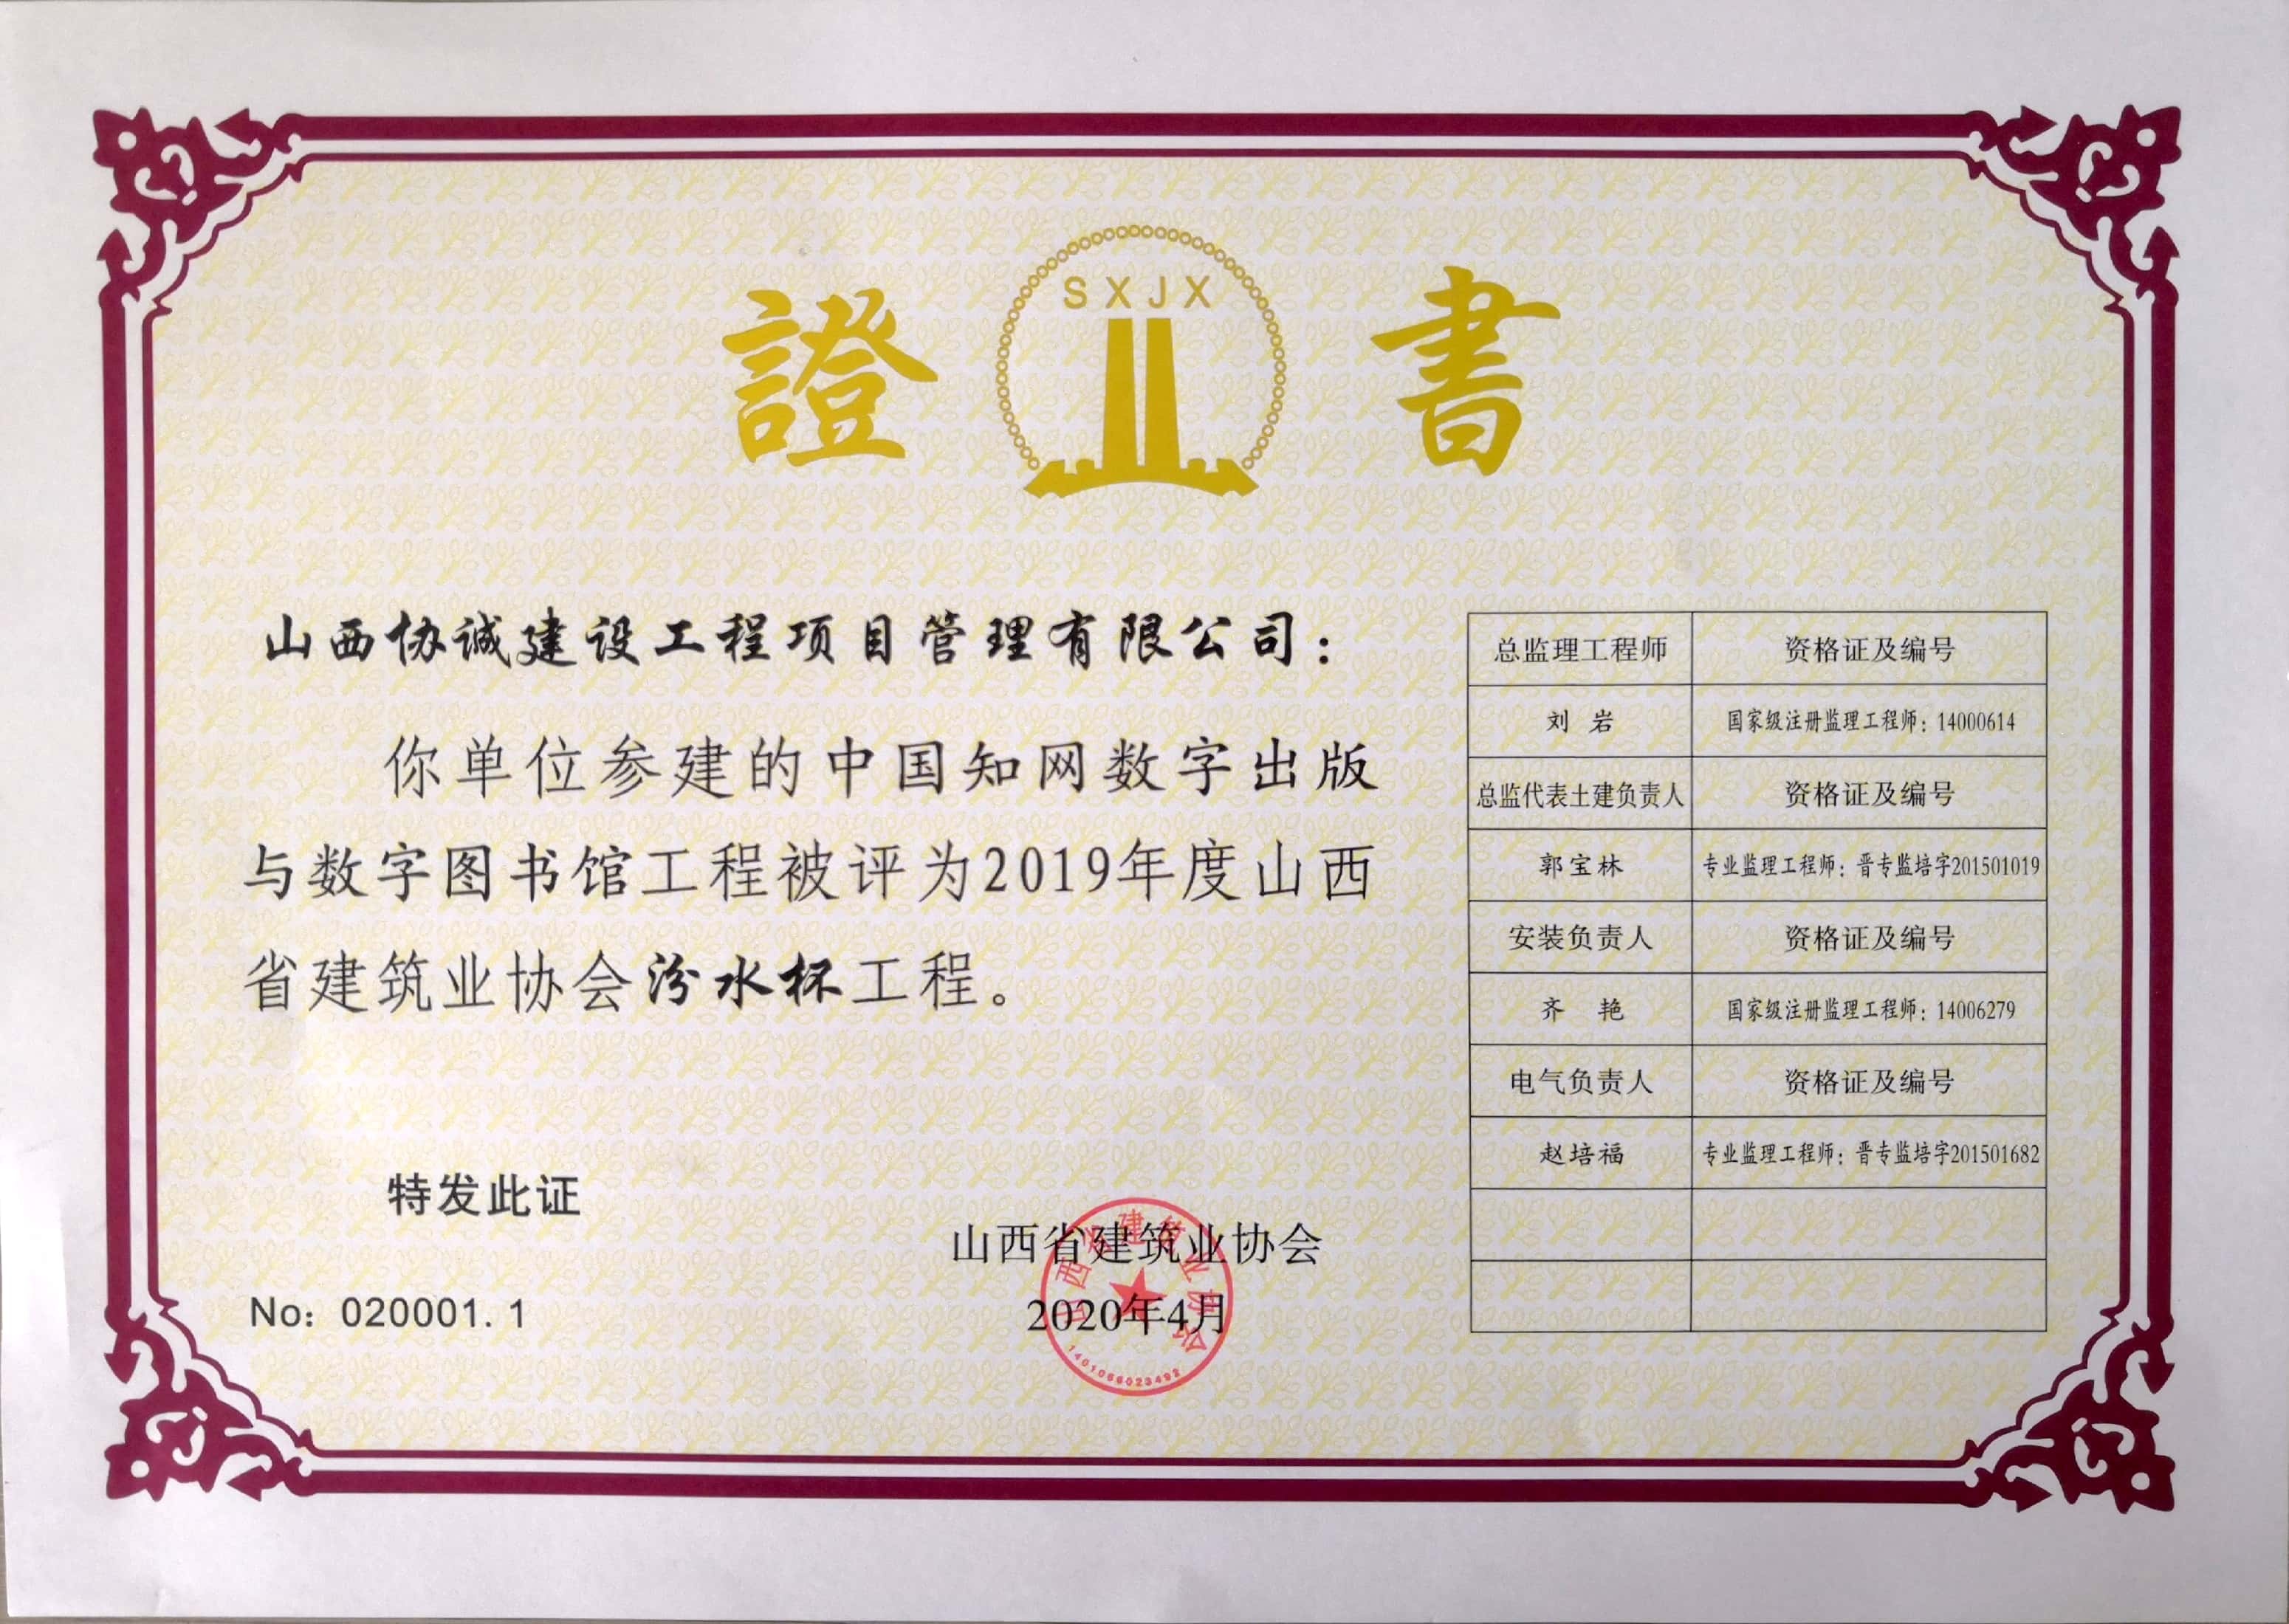 證書
SXJX
山西协诚建设工程项目管理有限公司：
你单位参建的中国知网数字出版
与数字图书馆工程被评为2019年度山西
省建筑业协会汾水杯工程。
特发此证
No：020001.1
山西省建筑业协会
2020年4月
山西省建筑业协会
1401066023492
总监理工程师 资格证及编号
刘 岩 国家级注册监理工程师：14000614
总监代表土建负责人 资格证及编号
郭宝林 专业监理工程师：晋专监培字201501019
安装负责人 资格证及编号
齐 艳 国家级注册监理工程师：14006279
电气负责人 资格证及编号
赵培福 专业监理工程师：晋专监培字201501682